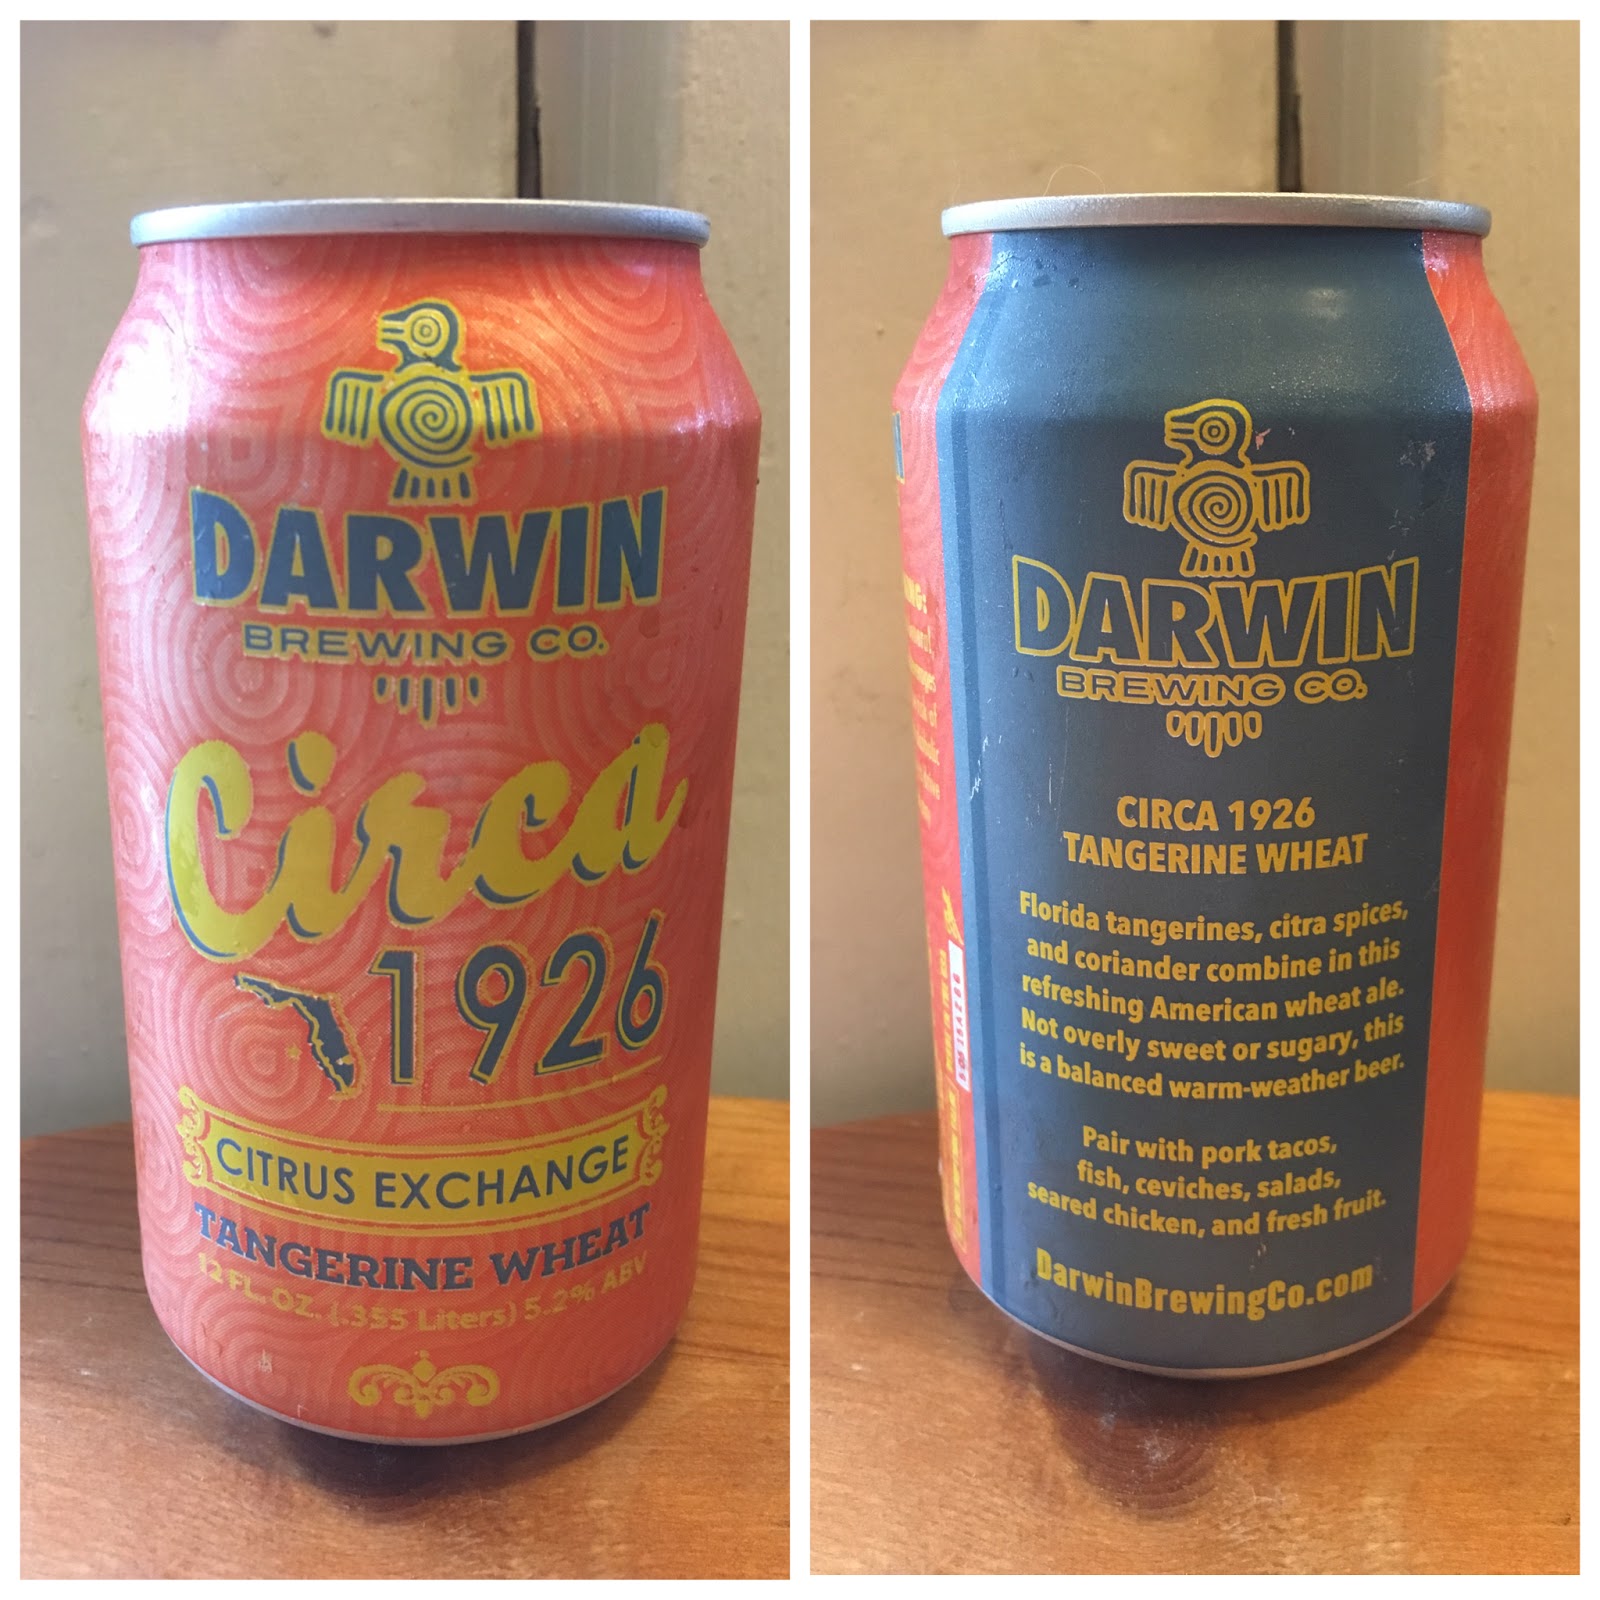 DARWIN
BREWING CO.
Circa
1926
CITRUS EXCHANGE
TANGERINE WHEAT
12 FL. OZ. (.355 Liters) 5.2% ABV
DARWIN
BREWING CO.
CIRCA 1926
TANGERINE WHEAT
Florida tangerines, citra spices,
and coriander combine in this
refreshing American wheat ale.
Not overly sweet or sugary, this
is a balanced warm-weather beer.
Pair with pork tacos,
fish, ceviches, salads,
seared chicken, and fresh fruit.
DarwinBrewingCo.com